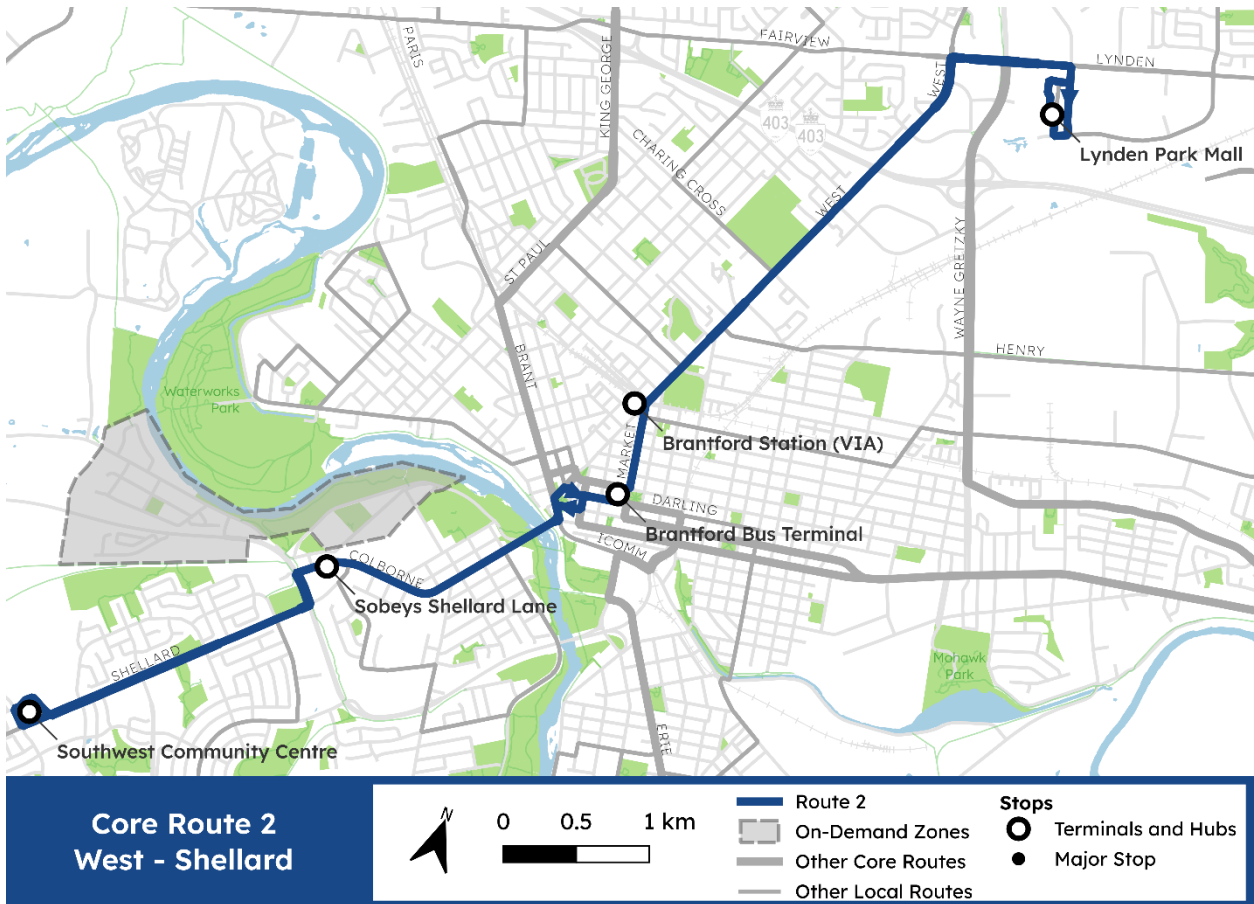 FAIRVIEW
LYNDEN
PARIS
KING GEORGE
WEST
403
403
Lynden Park Mall
CHARING CROSS
WEST
ST PAUL
WAYNE GRETZKY
HENRY
BRANT
Waterworks
Park
MARKET
Brantford Station (VIA)
DARLING
Brantford Bus Terminal
ICOMM
COLBORNE
Sobeys Shellard Lane
SHELLARD
Mohawk
Park
Southwest Community Centre
ERIE
Core Route 2
West - Shellard
N
0 0.5 1 km
Route 2
On-Demand Zones
Other Core Routes
Other Local Routes
Stops
Terminals and Hubs
Major Stop